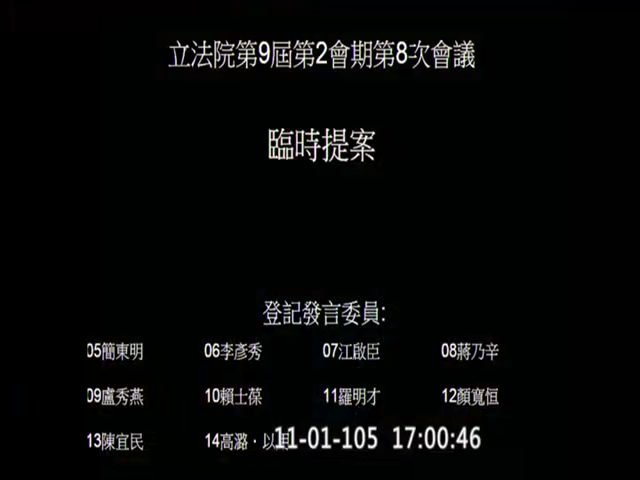 立法院第9屆第2會期第8次會議
臨時提案
登記發言委員:
05簡東明 06李彥秀 07江啟臣 08蔣乃辛
09盧秀燕 10賴士葆 11羅明才 12顏寬恒
13陳宜民 14高潞·以 11-01-105 17:00:46